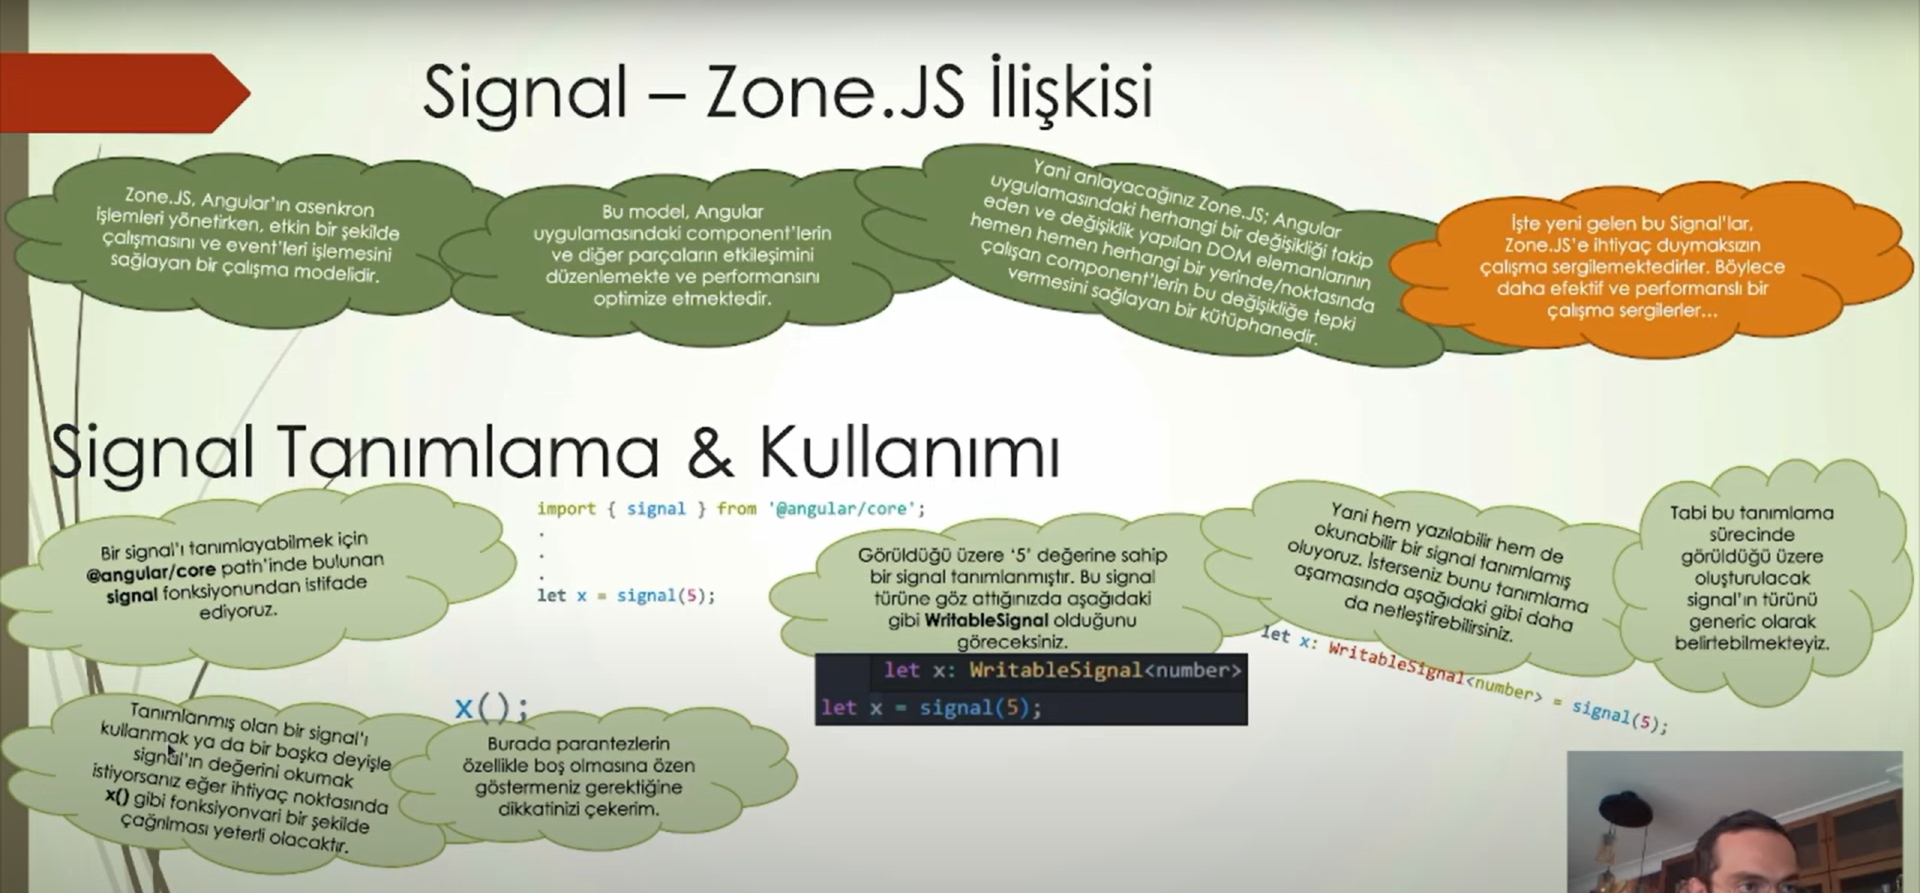 Signal – Zone.JS İlişkisi
Zone.JS, Angular'ın asenkron
işlemleri yönetirken, etkin bir şekilde
çalışmasını ve event'leri işlemesini
sağlayan bir çalışma modelidir.
Bu model, Angular
uygulamasındaki component'lerin
ve diğer parçaların etkileşimini
düzenlemekte ve performansını
optimize etmektedir.
Yani anlayacağınız Zone.JS; Angular
uygulamasındaki herhangi bir değişikliği takip
eden ve değişiklik yapılan DOM elemanlarının
hemen hemen herhangi bir yerinde/noktasında
çalışan component'lerin bu değişikliğe tepki
vermesini sağlayan bir kütüphanedir.
İşte yeni gelen bu Signal'lar,
Zone.JS'e ihtiyaç duymaksızın
çalışma sergilemektedirler. Böylece
daha efektif ve performanslı bir
çalışma sergilerler...
Signal Tanımlama & Kullanımı
Bir signal'ı tanımlayabilmek için
@angular/core path'inde bulunan
signal fonksiyonundan istifade
ediyoruz.
import { signal } from '@angular/core';
.
.
.
let x = signal(5);
Görüldüğü üzere '5' değerine sahip
bir signal tanımlanmıştır. Bu signal
türüne göz attığınızda aşağıdaki
gibi WritableSignal olduğunu
göreceksiniz.
let x: WritableSignal<number>
let x = signal(5);
Yani hem yazılabilir hem de
okunabilir bir signal tanımlamış
oluyoruz. İsterseniz bunu tanımlama
aşamasında aşağıdaki gibi daha
da netleştirebilirsiniz.
let x: WritableSignal<number> = signal(5);
Tabi bu tanımlama
sürecinde
görüldüğü üzere
oluşturulacak
signal'ın türünü
generic olarak
belirtebilmekteyiz.
Tanımlanmış olan bir signal'ı
kullanmak ya da bir başka deyişle
signal'ın değerini okumak
istiyorsanız eğer ihtiyaç noktasında
x() gibi fonksiyonvari bir şekilde
çağrılması yeterli olacaktır.
x();
Burada parantezlerin
özellikle boş olmasına özen
göstermeniz gerektiğine
dikkatinizi çekerim.